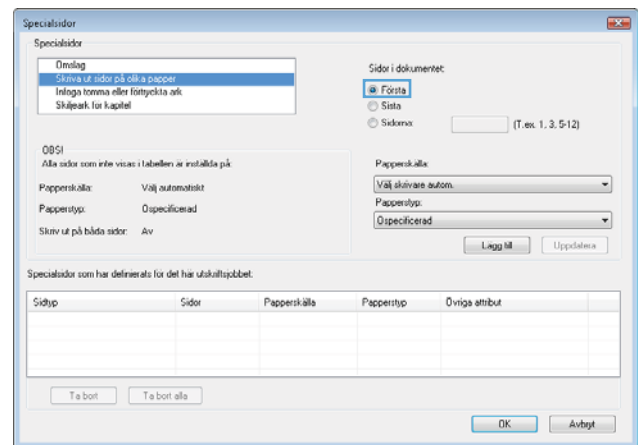 Specialsidor
Specialsidor
Omslag
Skriva ut sidor på olika papper
Infoga tomma eller förtryckta ark
Skiljeark för kapitel
Sidor i dokumentet:
Första
Sista
Sidorna:
(T.ex. 1, 3, 5-12)
OBS!
Alla sidor som inte visas i tabellen är inställda på:
Papperskälla: Välj automatiskt
Papperstyp: Ospecificerad
Skriv ut på båda sidor: Av
Papperskälla:
Välj skrivare autom.
Papperstyp:
Ospecificerad
Lägg till Uppdatera
Specialsidor som har definierats för det här utskriftsjobbet:
Sidtyp Sidor Papperskälla Papperstyp Övriga attribut
Ta bort Ta bort alla
OK Avbryt